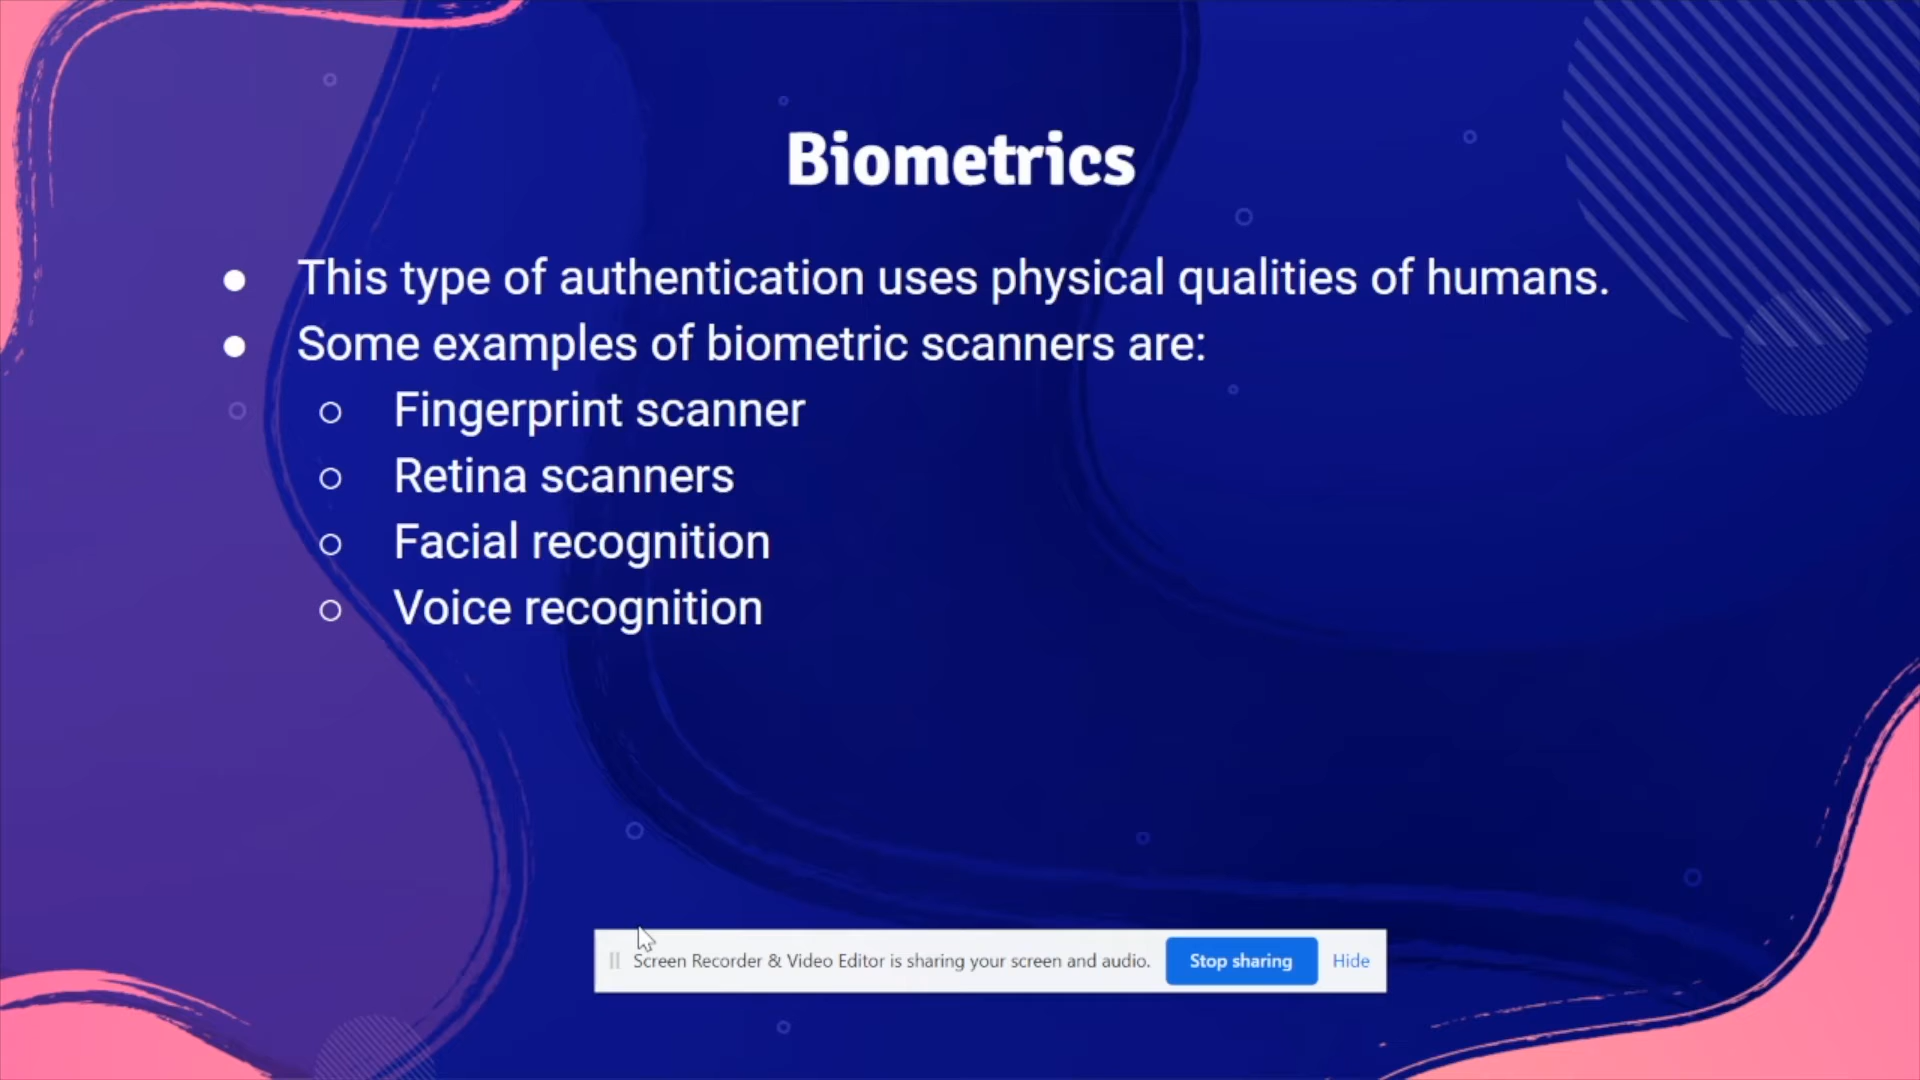 Biometrics
● This type of authentication uses physical qualities of humans.
● Some examples of biometric scanners are:
○ Fingerprint scanner
○ Retina scanners
○ Facial recognition
○ Voice recognition
Screen Recorder & Video Editor is sharing your screen and audio. Stop sharing Hide